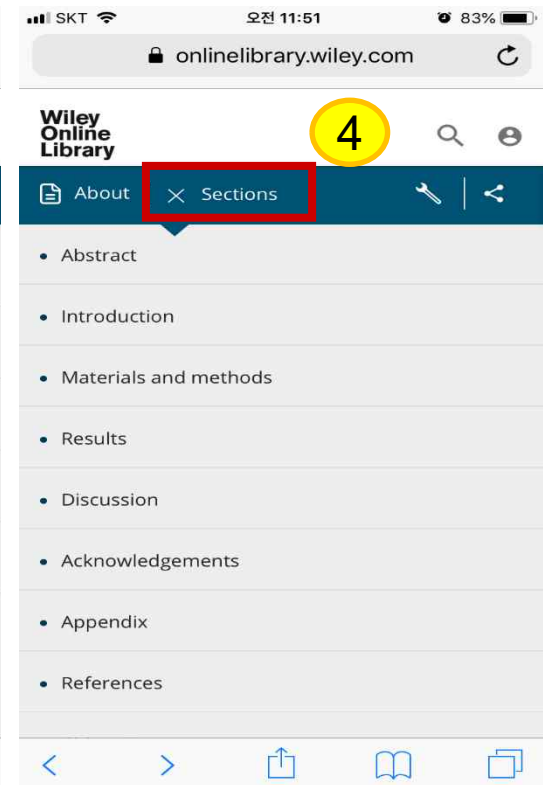 SKT 오전 11:51 83%
onlinelibrary.wiley.com
Wiley
Online
Library
4
About × Sections
• Abstract
• Introduction
• Materials and methods
• Results
• Discussion
• Acknowledgements
• Appendix
• References